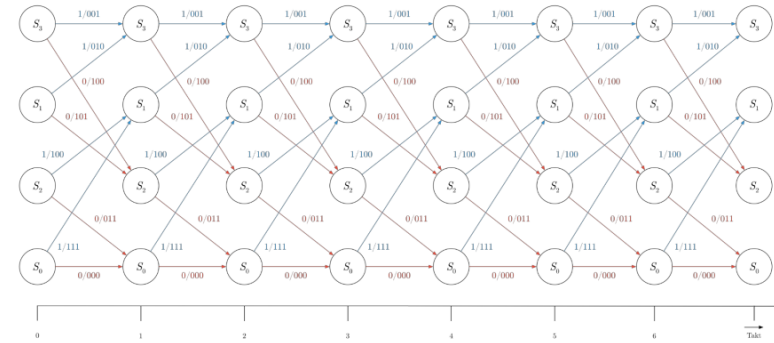 1/001 1/001 1/001 1/001 1/001 1/001 1/001
S₃ S₃ S₃ S₃ S₃ S₃ S₃ S₃
1/010 1/010 1/010 1/010 1/010 1/010 1/010
0/100 0/100 0/100 0/100 0/100 0/100 0/100
S₁ S₁ S₁ S₁ S₁ S₁ S₁ S₁
0/101 0/101 0/101 0/101 0/101 0/101 0/101
1/100 1/100 1/100 1/100 1/100 1/100 1/100
S₂ S₂ S₂ S₂ S₂ S₂ S₂ S₂
0/011 0/011 0/011 0/011 0/011 0/011 0/011
1/111 1/111 1/111 1/111 1/111 1/111 1/111
S₀ S₀ S₀ S₀ S₀ S₀ S₀ S₀
0/000 0/000 0/000 0/000 0/000 0/000 0/000
0 1 2 3 4 5 6 Takt